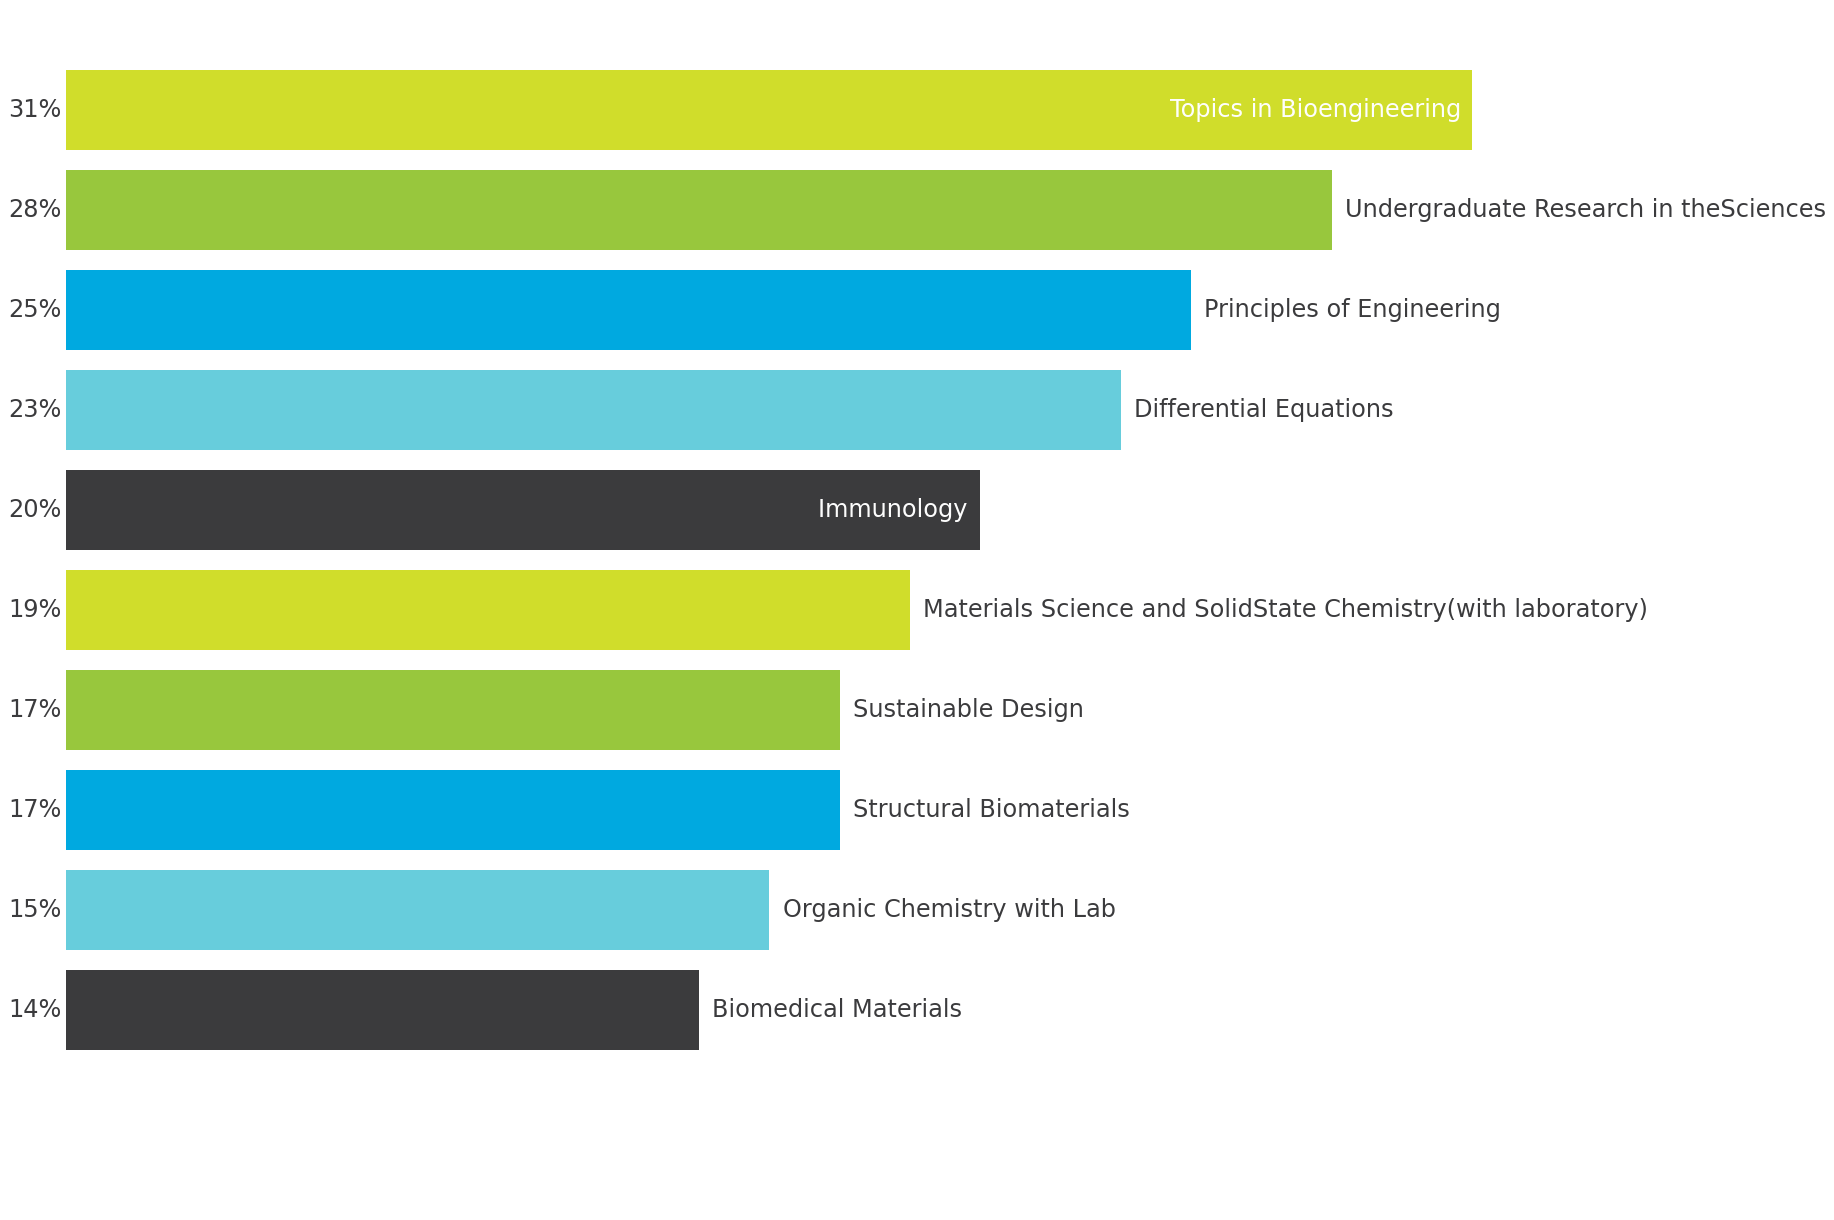 31% Topics in Bioengineering
28% Undergraduate Research in theSciences
25% Principles of Engineering
23% Differential Equations
20% Immunology
19% Materials Science and SolidState Chemistry(with laboratory)
17% Sustainable Design
17% Structural Biomaterials
15% Organic Chemistry with Lab
14% Biomedical Materials